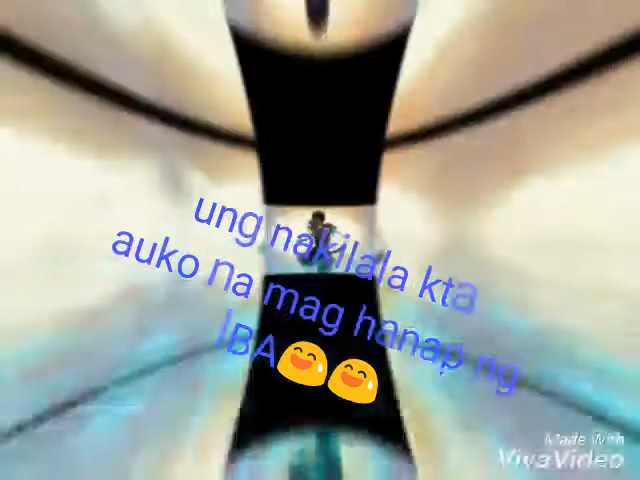 ung nakilala kta
auko na mag hanap ng
IBA😅😅
Made With
VivaVideo